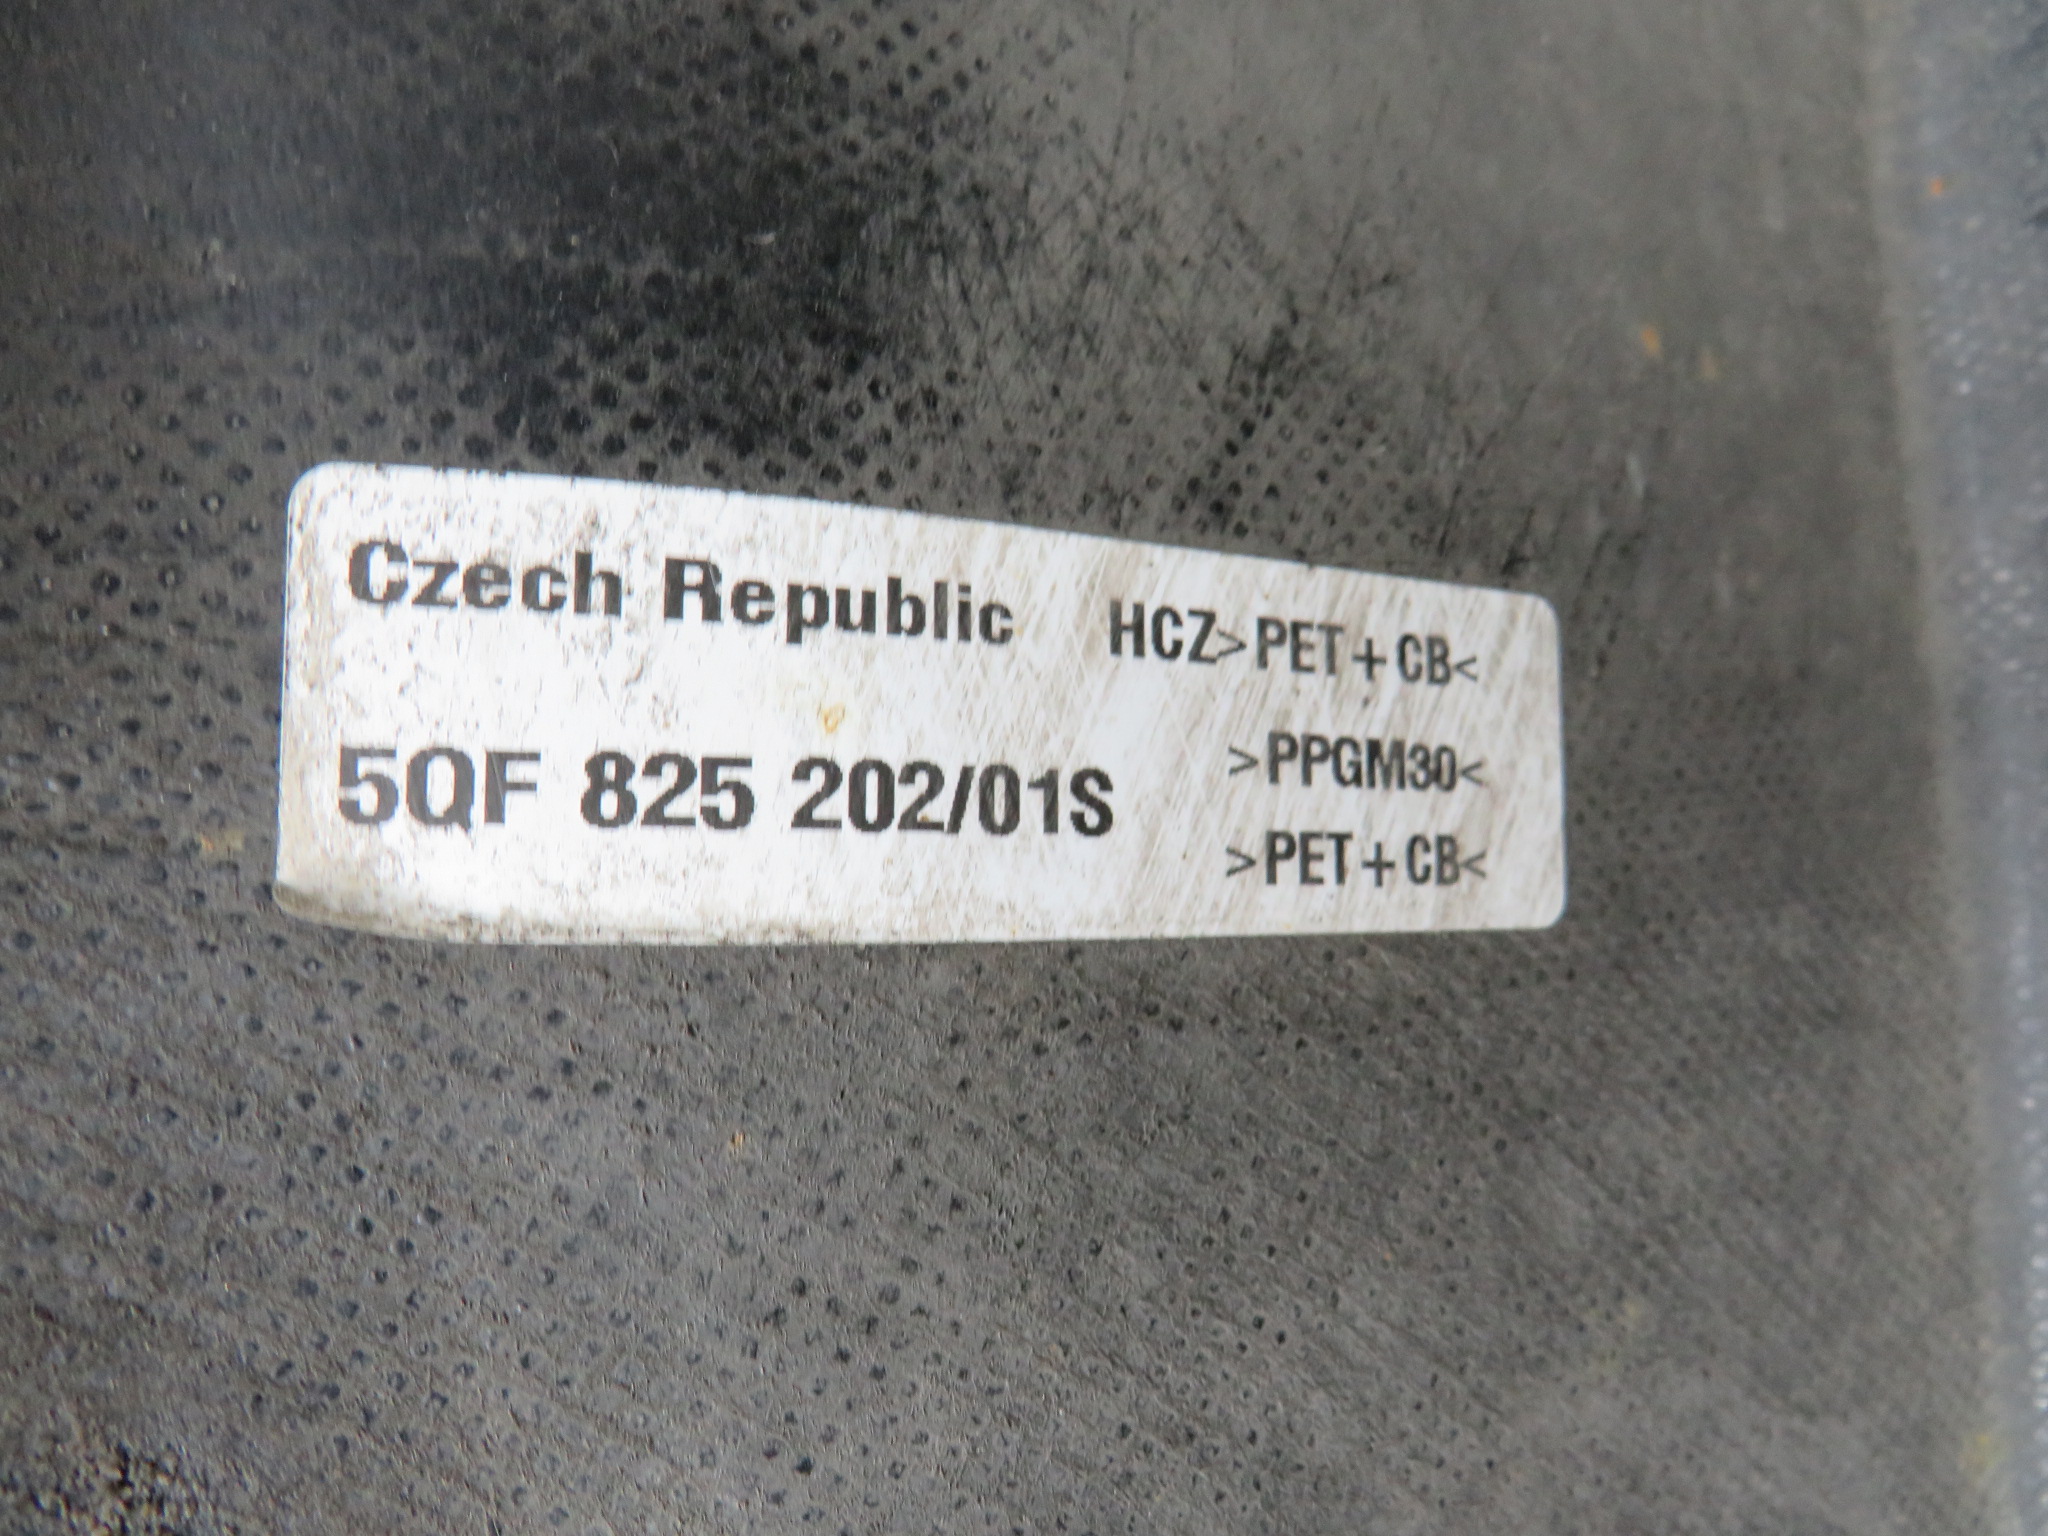 Czech Republic HCZ>PET+CB<
5QF 825 202/01S >PPGM30<
>PET+CB<